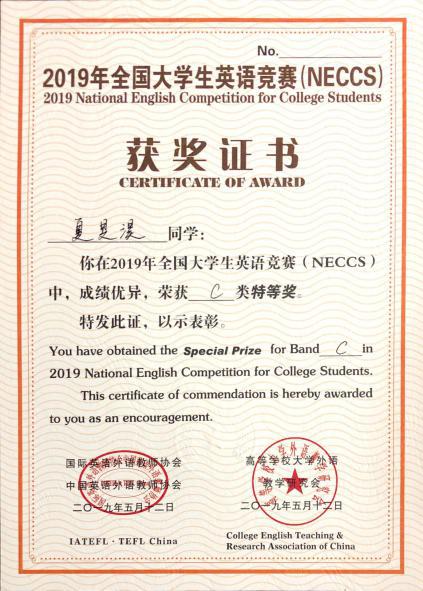 No.
2019年全国大学生英语竞赛(NECCS)
2019 National English Competition for College Students
获奖证书
CERTIFICATE OF AWARD
同学:
你在2019年全国大学生英语竞赛(NECCS)
中,成绩优异,荣获 C 类特等奖。
特发此证,以示表彰。
You have obtained the Special Prize for Band C in
2019 National English Competition for College Students.
This certificate of commendation is hereby awarded
to you as an encouragement.
国际英语外语教师协会
中国英语外语教师协会
二〇一九年五月十二日
IATEFL · TEFL China
高等学校大学外语
教学研究会
二〇一九年五月十二日
College English Teaching &
Research Association of China